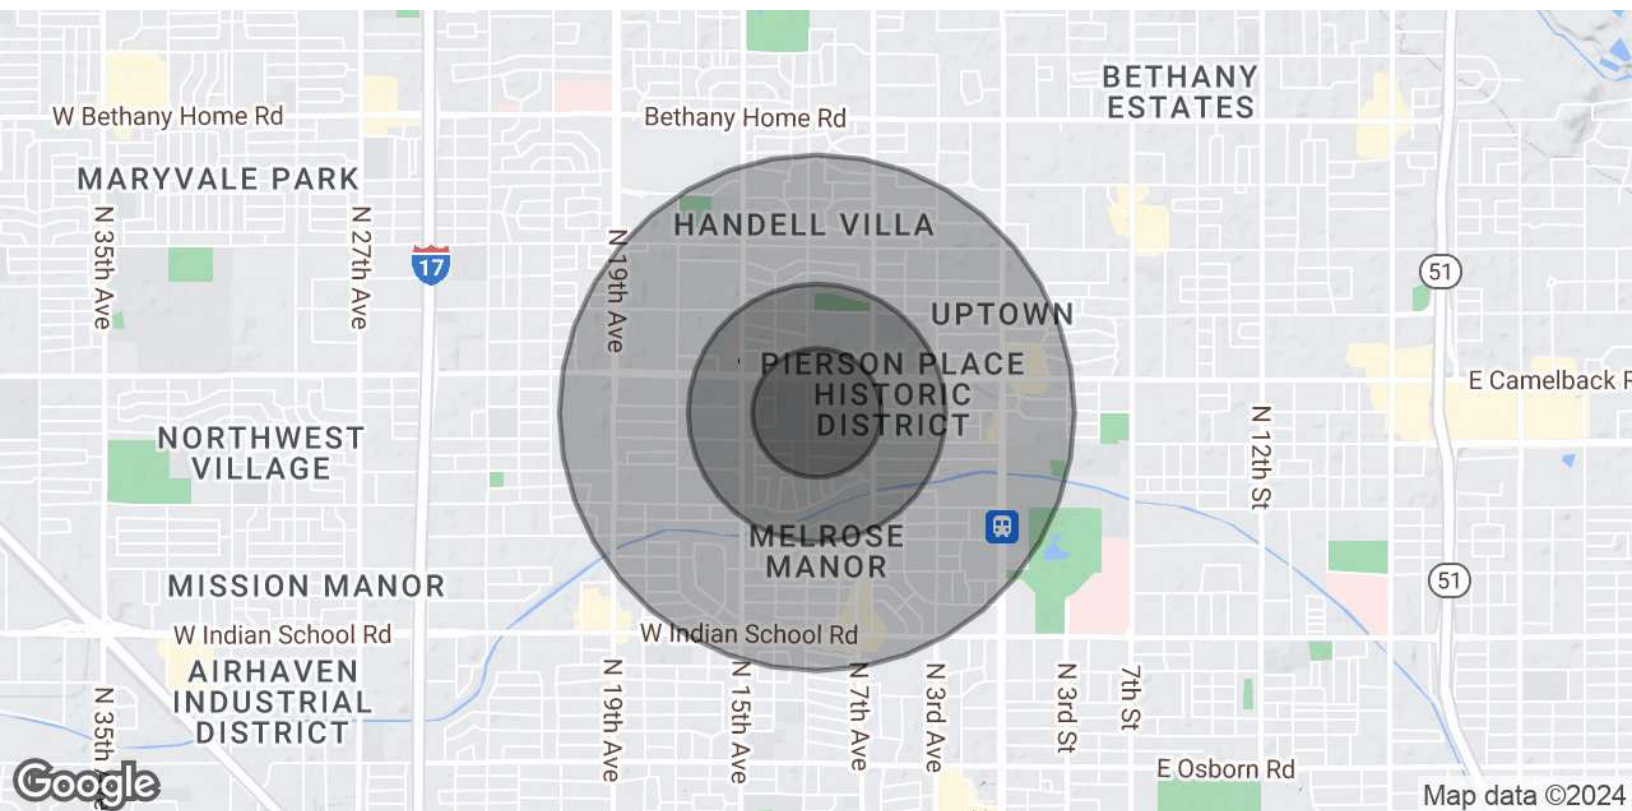 BETHANY
ESTATES
W Bethany Home Rd
Bethany Home Rd
MARYVALE PARK
N 35th Ave
N 27th Ave
17
N 19th Ave
HANDELL VILLA
51
UPTOWN
PIERSON PLACE
HISTORIC
DISTRICT
E Camelback R
NORTHWEST
VILLAGE
N 12th St
MELROSE
MANOR
MISSION MANOR
51
W Indian School Rd
W Indian School Rd
AIRHAVEN
INDUSTRIAL
DISTRICT
N 35th Ave
N 19th Ave
N 15th Ave
N 7th Ave
N 3rd Ave
N 3rd St
7th St
E Osborn Rd
Google
Map data ©2024